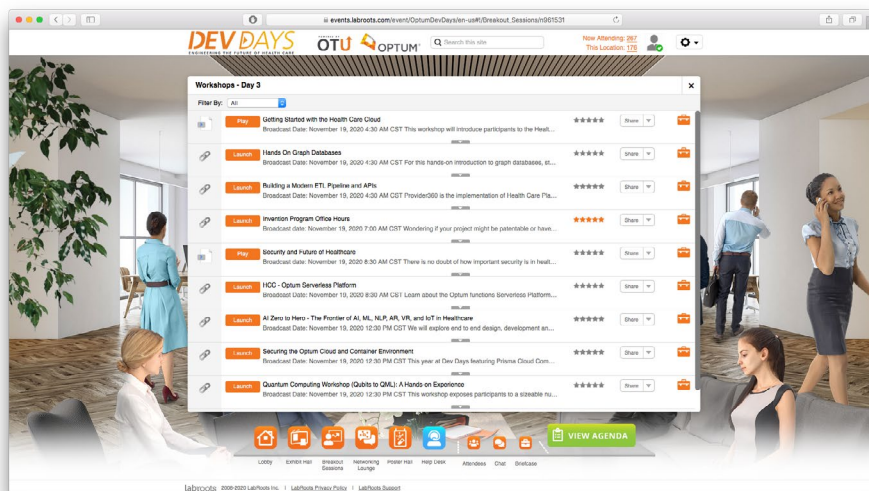 events.labroots.com/event/OptumDevDays/en-us#!/Breakout_Sessions/n961531
DEV DAYS
ENGINEERING THE FUTURE OF HEALTH CARE
POWERED BY
OTU
OPTUM
Search this site
Now Attending: 267
This Location: 176
Workshops - Day 3
Filter By: All
Play
Getting Started with the Health Care Cloud
Share
Broadcast Date: November 19, 2020 4:30 AM CST This workshop will introduce participants to the Healt...
Launch
Hands On Graph Databases
Share
Broadcast Date: November 19, 2020 4:30 AM CST For this hands-on introduction to graph databases, st...
Launch
Building a Modern ETL Pipeline and APIs
Share
Broadcast Date: November 19, 2020 4:30 AM CST Provider360 is the implementation of Health Care Pla...
Launch
Invention Program Office Hours
Share
Broadcast date: November 19, 2020 7:00 AM CST Wondering if your project might be patentable or have...
Play
Security and Future of Healthcare
Share
Broadcast date: November 19, 2020 8:30 AM CST There is no doubt of how important security is in healt...
Launch
HCC - Optum Serverless Platform
Share
Broadcast Date: November 19, 2020 8:30 AM CST Learn about the Optum functions Serverless Platform...
Launch
AI Zero to Hero - The Frontier of AI, ML, NLP, AR, VR, and IoT in Healthcare
Share
Broadcast Date: November 19, 2020 12:30 PM CST We will explore end to end design, development an...
Launch
Securing the Optum Cloud and Container Environment
Share
Broadcast Date: November 19, 2020 12:30 PM CST This year at Dev Days featuring Prisma Cloud Com...
Launch
Quantum Computing Workshop (Qubits to QML): A Hands-on Experience
Share
Broadcast Date: November 19, 2020 12:30 PM CST This workshop exposes participants to a sizeable nu...
VIEW AGENDA
Lobby
Exhibit Hall
Breakout Sessions
Networking Lounge
Poster Hall
Help Desk
Attendees
Chat
Briefcase
labroots 2008-2020 LabRoots Inc. | LabRoots Privacy Policy | LabRoots Support